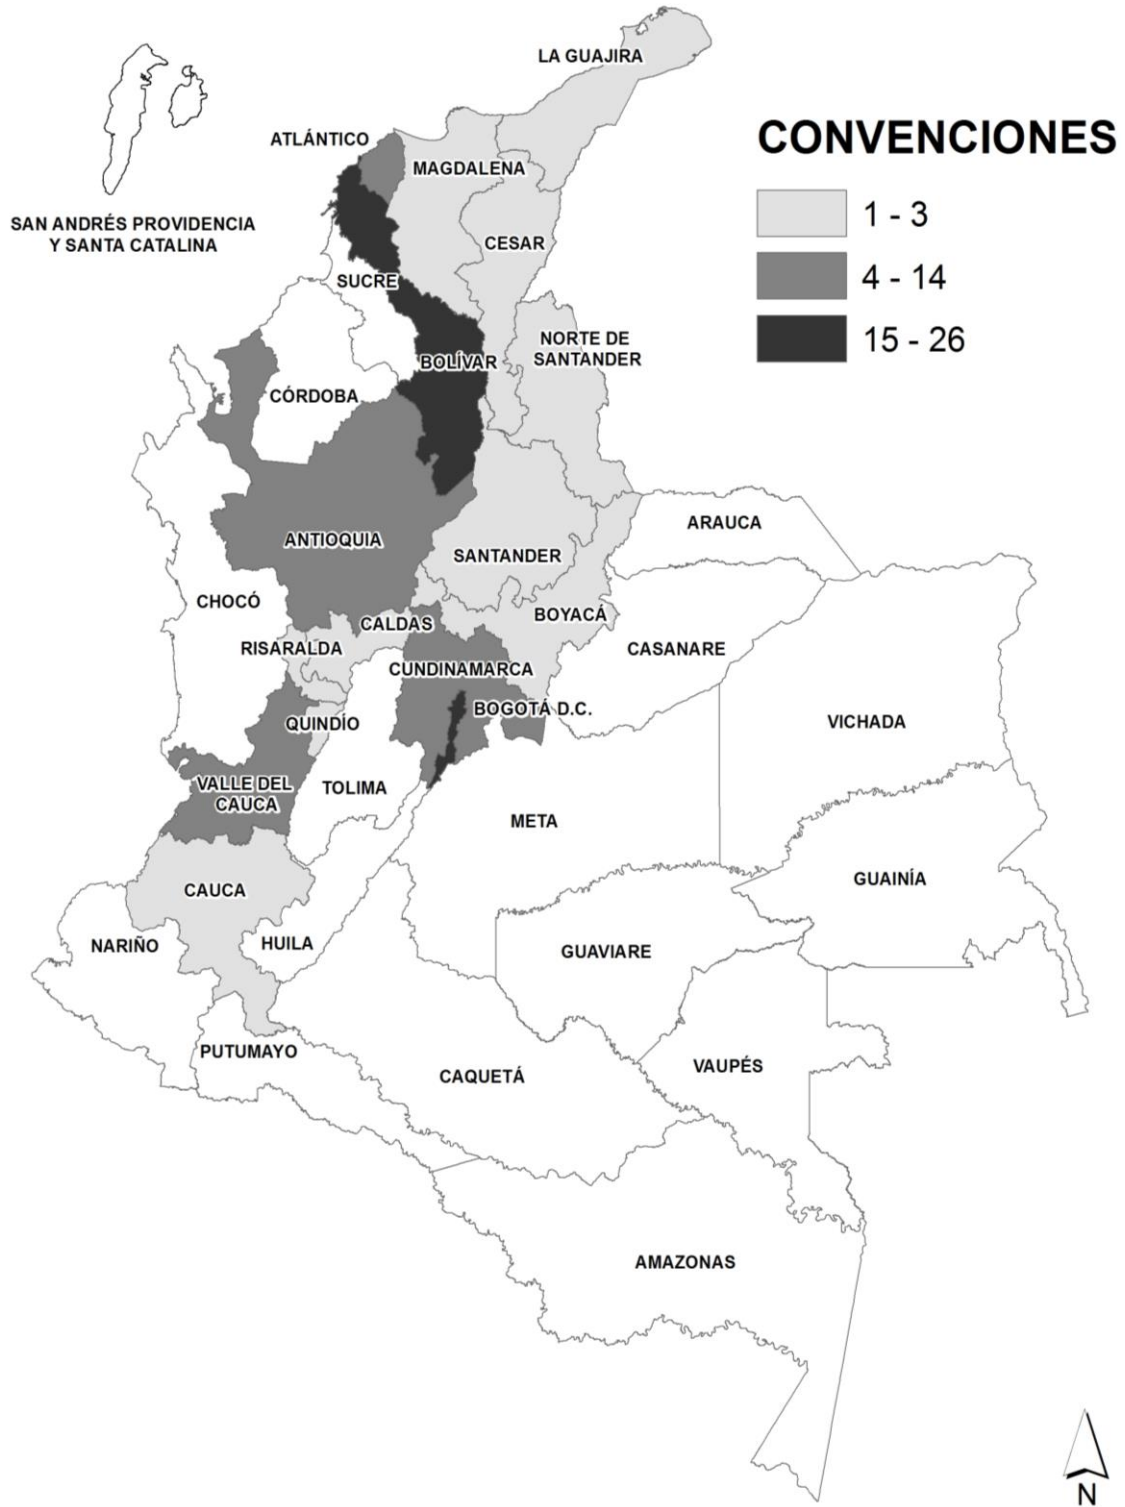 LA GUAJIRA
ATLÁNTICO
MAGDALENA
SAN ANDRÉS PROVIDENCIA
Y SANTA CATALINA
CESAR
SUCRE
NORTE DE
SANTANDER
BOLÍVAR
CÓRDOBA
CONVENCIONES
1 - 3
4 - 14
15 - 26
ARAUCA
ANTIOQUIA
SANTANDER
CHOCÓ
CALDAS
BOYACÁ
RISARALDA
CASANARE
CUNDINAMARCA
BOGOTÁ D.C.
QUINDÍO
VICHADA
VALLE DEL
CAUCA
TOLIMA
META
CAUCA
GUAINÍA
NARIÑO
HUILA
GUAVIARE
PUTUMAYO
CAQUETÁ
VAUPÉS
AMAZONAS
N